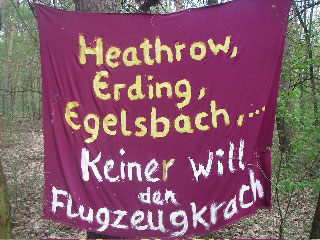 Heathrow,
Erding,
Egelsbach,...
Keiner will
den
Flugzeugkrach